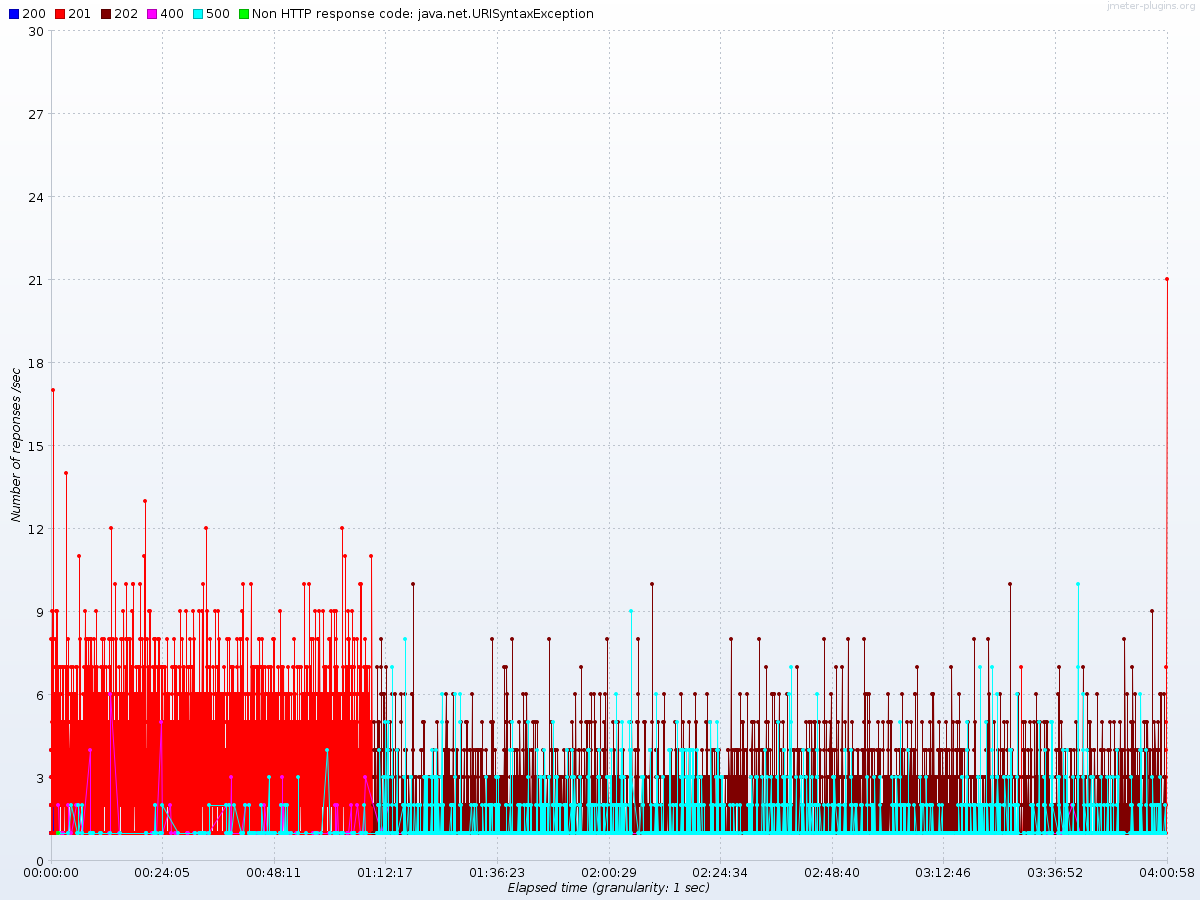 200 201 202 400 500 Non HTTP response code: java.net.URISyntaxException
jmeter-plugins.org
30
27
24
21
18
15
12
9
6
3
0
Number of reponses /sec
00:00:00 00:24:05 00:48:11 01:12:17 01:36:23 02:00:29 02:24:34 02:48:40 03:12:46 03:36:52 04:00:58
Elapsed time (granularity: 1 sec)